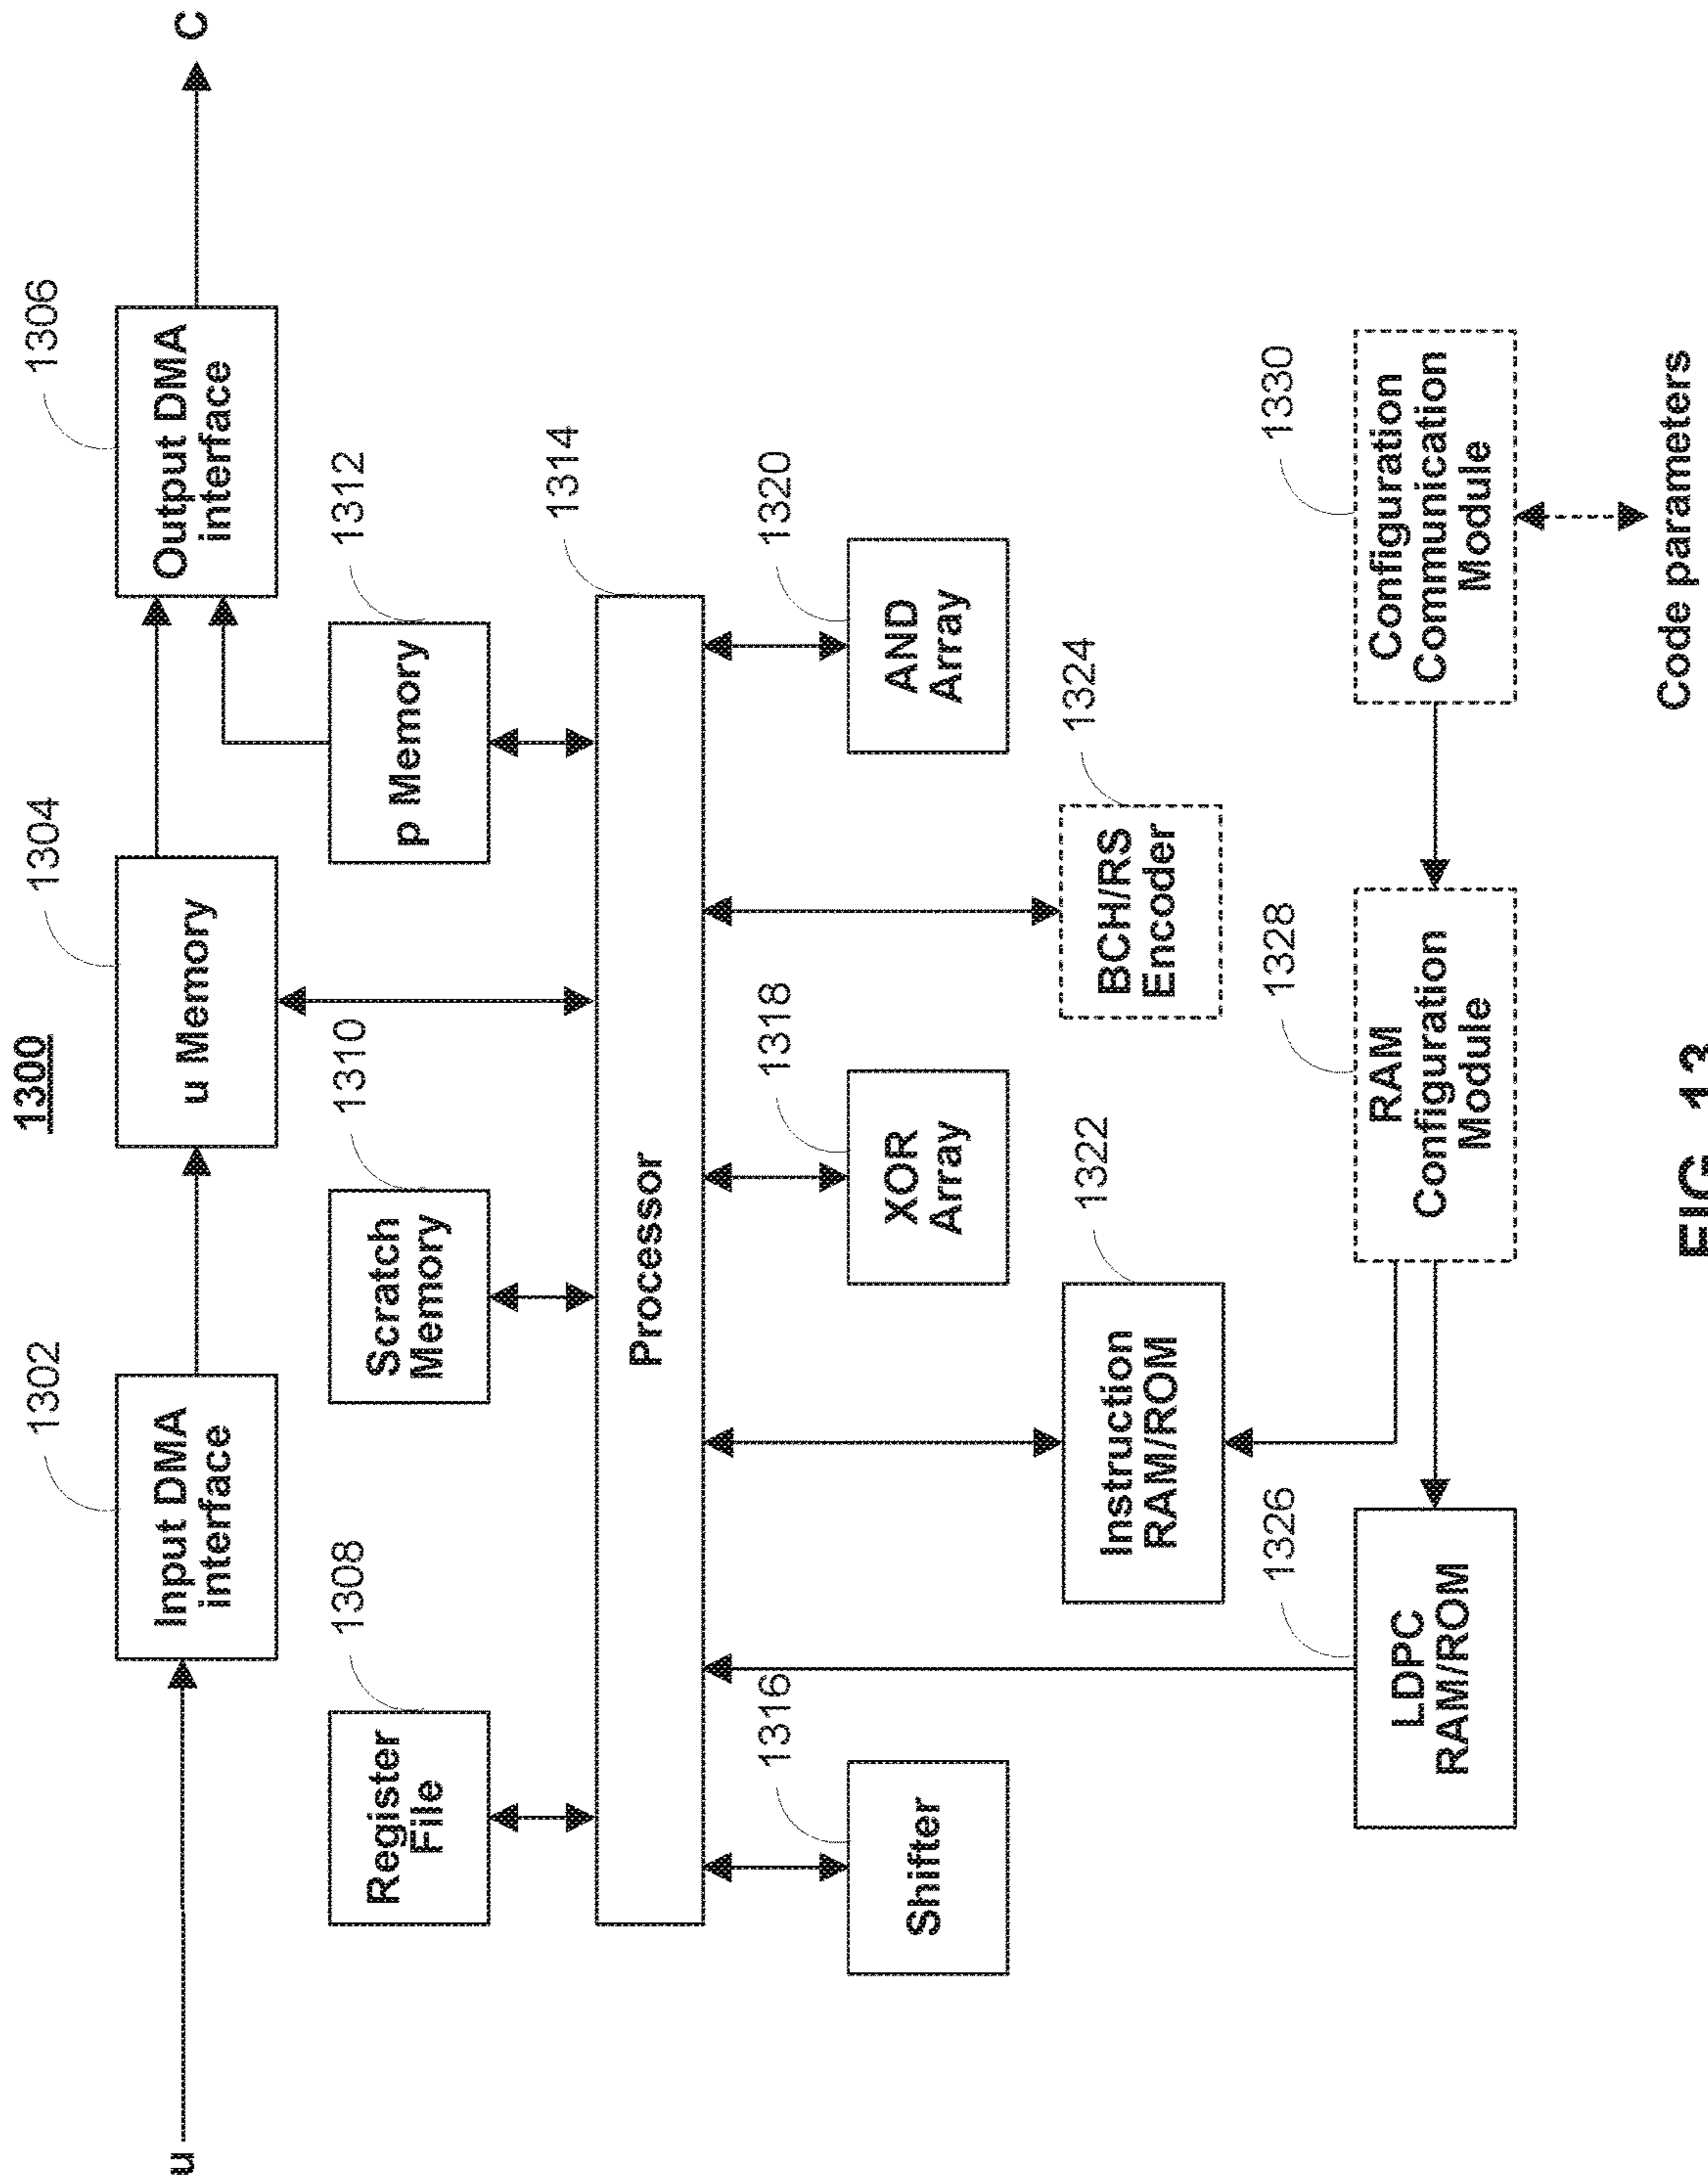 1300
u
1302
Input DMA
interface
1304
u Memory
1306
Output DMA
interface
C
1308
Register
File
1310
Scratch
Memory
1312
p Memory
1314
Processor
1316
Shifter
1318
XOR
Array
1320
AND
Array
1322
Instruction
RAM/ROM
1324
BCH/RS
Encoder
1326
LDPC
RAM/ROM
1328
RAM
Configuration
Module
1330
Configuration
Communication
Module
Code parameters
FIG. 13